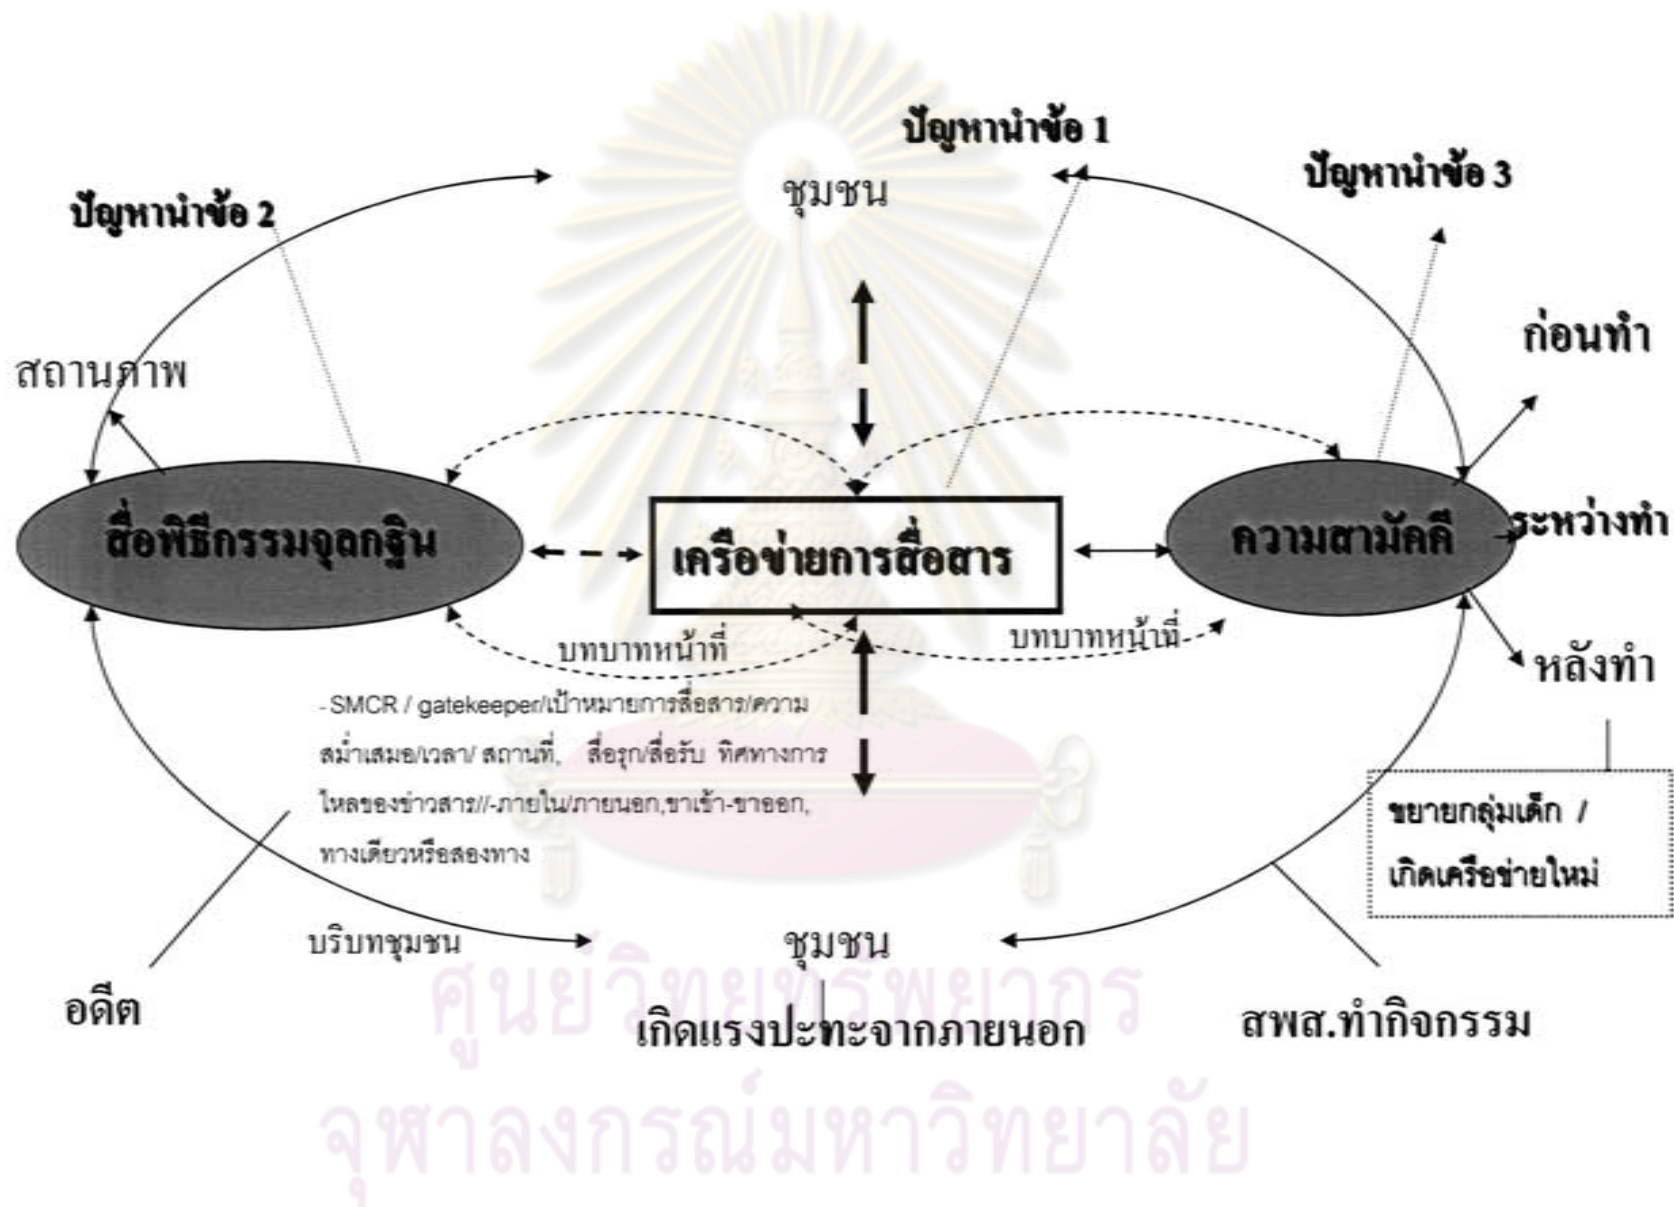 ปัญหานำข้อ 1
ปัญหานำข้อ 3
ชุมชน
ปัญหานำข้อ 2
ก่อนทำ
สถานภาพ
สื่อพิธีกรรมจุลกฐิน
เครือข่ายการสื่อสาร
ความสามัคคี
ระหว่างทำ
บทบาทหน้าที่
บทบาทหน้าที่
หลังทำ
- SMCR / gatekeeper/เป้าหมายการสื่อสาร/ความ
สม่ำเสมอ/เวลา/ สถานที่, สื่อรุก/สื่อรับ ทิศทางการ
ไหลของข่าวสาร//-ภายใน/ภายนอก,ขาเข้า-ขาออก,
ทางเดียวหรือสองทาง
ขยายกลุ่มเด็ก /
เกิดเครือข่ายใหม่
บริบทชุมชน
ชุมชน
อดีต
เกิดแรงปะทะจากภายนอก
สพส.ทำกิจกรรม
ศูนย์วิทยทรัพยากร
จุฬาลงกรณ์มหาวิทยาลัย